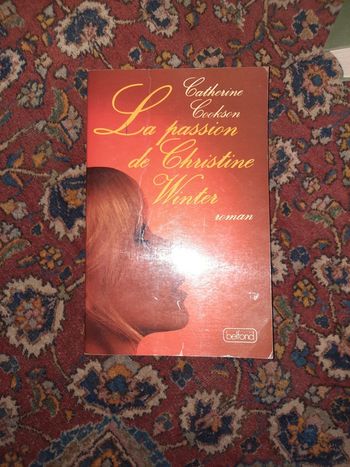 Catherine
Cookson
La passion
de Christine
Winter
roman
belfond